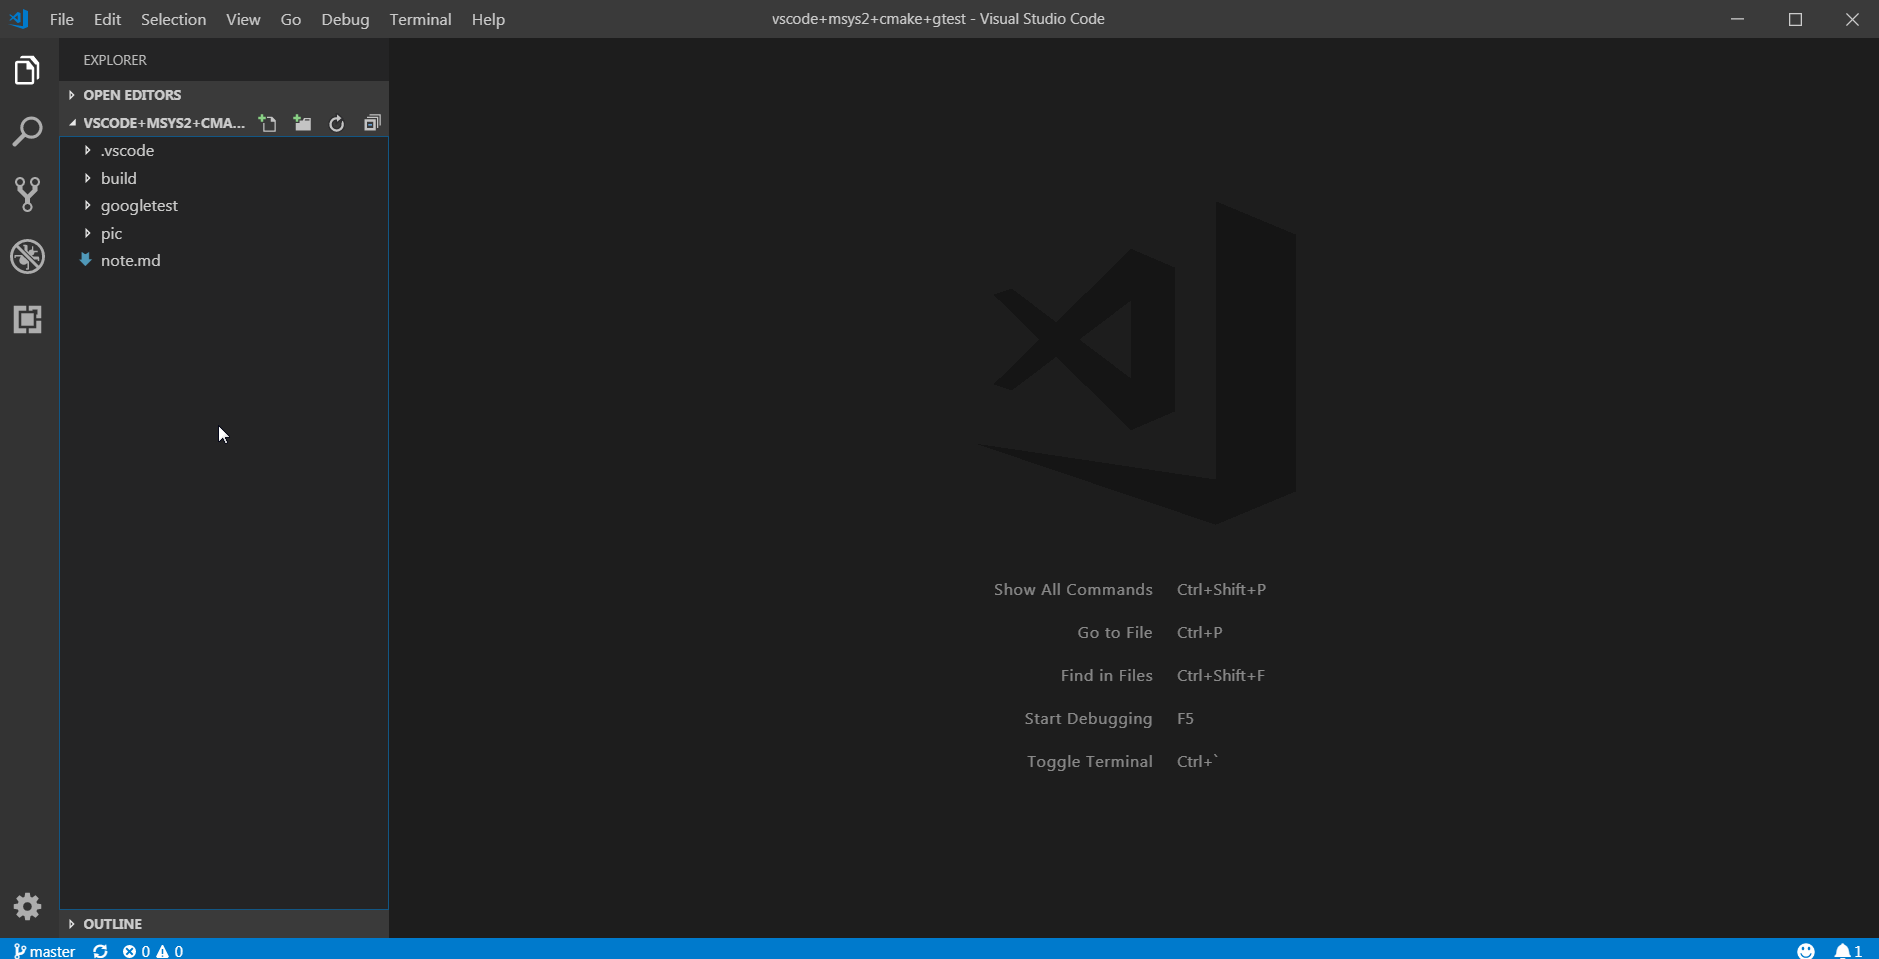 File Edit Selection View Go Debug Terminal Help
vscode+msys2+cmake+gtest - Visual Studio Code
EXPLORER
OPEN EDITORS
VSCODE+MSYS2+CMA...
.vscode
build
googletest
pic
note.md
Show All Commands Ctrl+Shift+P
Go to File Ctrl+P
Find in Files Ctrl+Shift+F
Start Debugging F5
Toggle Terminal Ctrl+`
OUTLINE
master 0 0 1